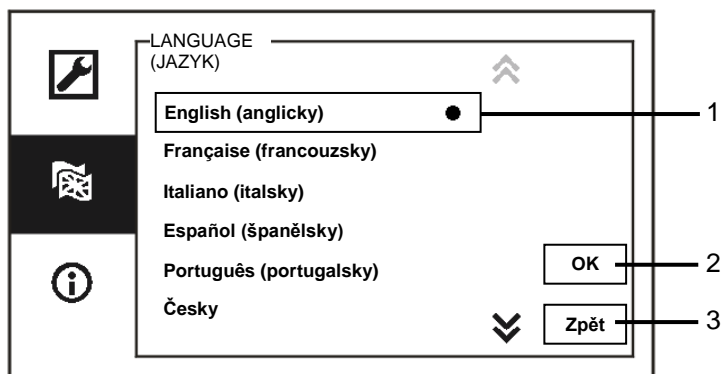 LANGUAGE
(JAZYK)
English (anglicky)
1
Française (francouzsky)
Italiano (italsky)
Español (španělsky)
Português (portugalsky)
OK
2
Česky
Zpět
3